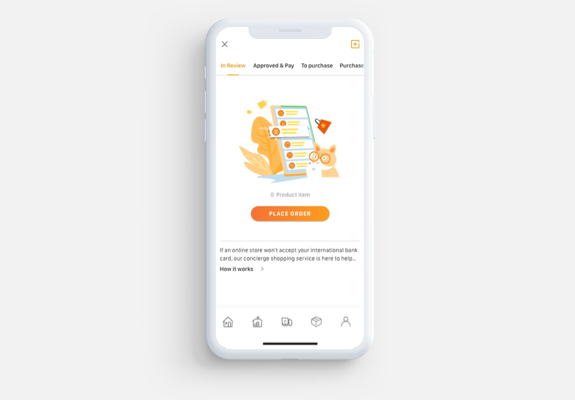 In Review Approved & Pay To purchase Purchase
0 Product Item
PLACE ORDER
If an online store won't accept your international bank
card, our concierge shopping service is here to help...
How it works